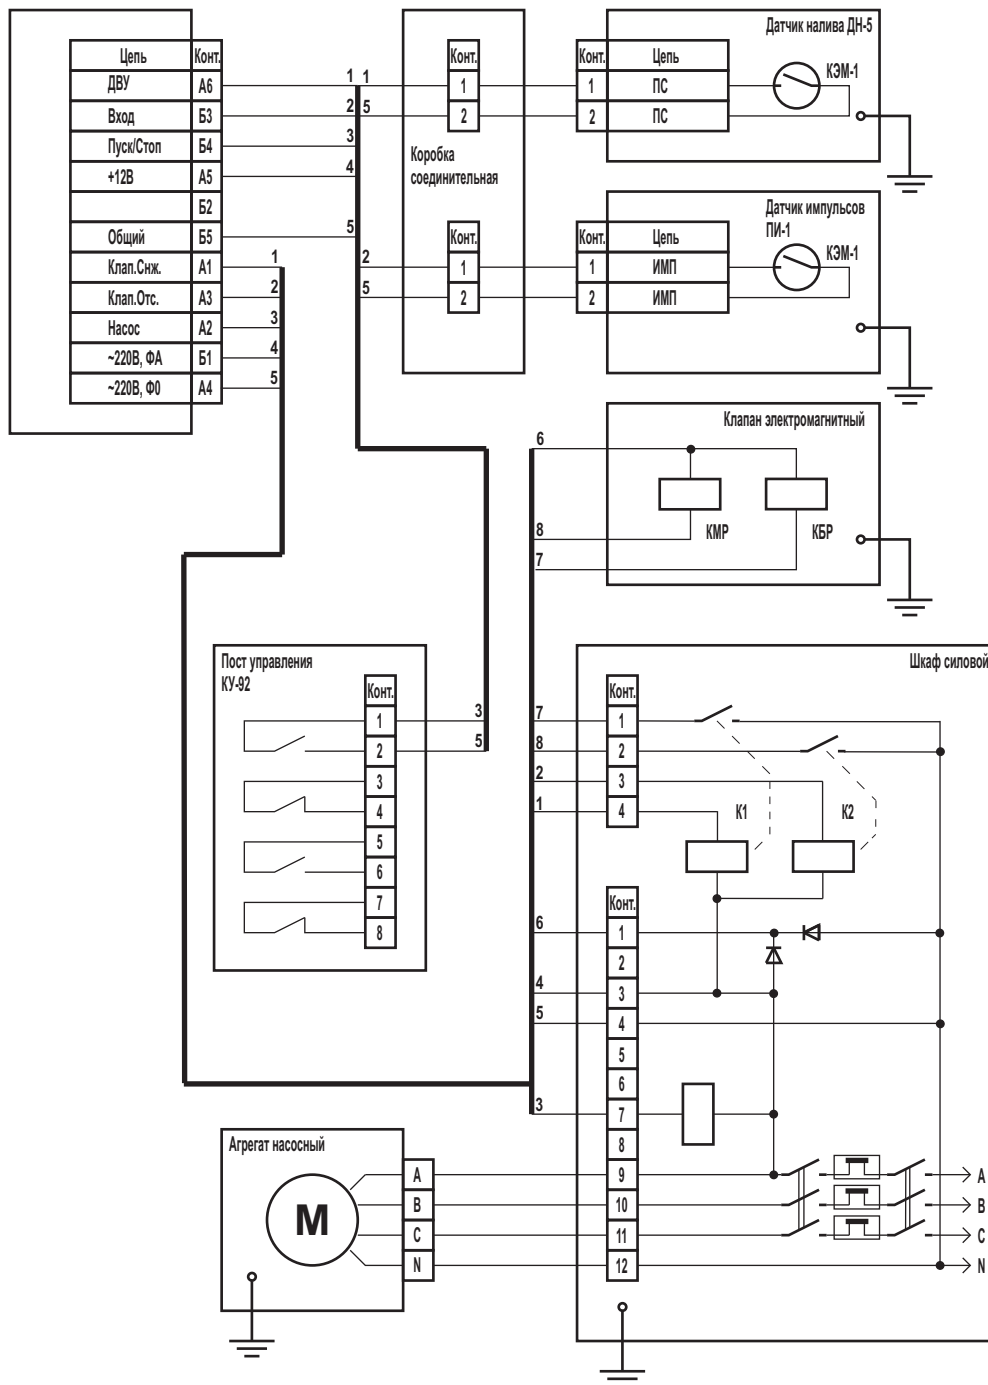 Цепь Конт.
ДВУ А6
Вход Б3
Пуск/Стоп Б4
+12В А5
Б2
Общий Б5
Клап.Снж. А1
Клап.Отс. А3
Насос А2
~220В, ФА Б1
~220В, Ф0 А4
1 1
2 5
3
4
5
2
5
1
2
3
4
5
Коробка
соединительная
Конт.
1
2
Конт.
1
2
Датчик налива ДН-5
Конт. Цепь
1 ПС
2 ПС
КЭМ-1
Датчик импульсов
ПИ-1
Конт. Цепь
1 ИМП
2 ИМП
КЭМ-1
Клапан электромагнитный
6
8
7
КМР КБР
Пост управления
КУ-92
Конт.
1
2
3
4
5
6
7
8
3
5
Шкаф силовой
7
8
2
1
Конт.
1
2
3
4
К1 К2
6
4
5
3
Конт.
1
2
3
4
5
6
7
8
9
10
11
12
A
B
C
N
Агрегат насосный
M
A
B
C
N